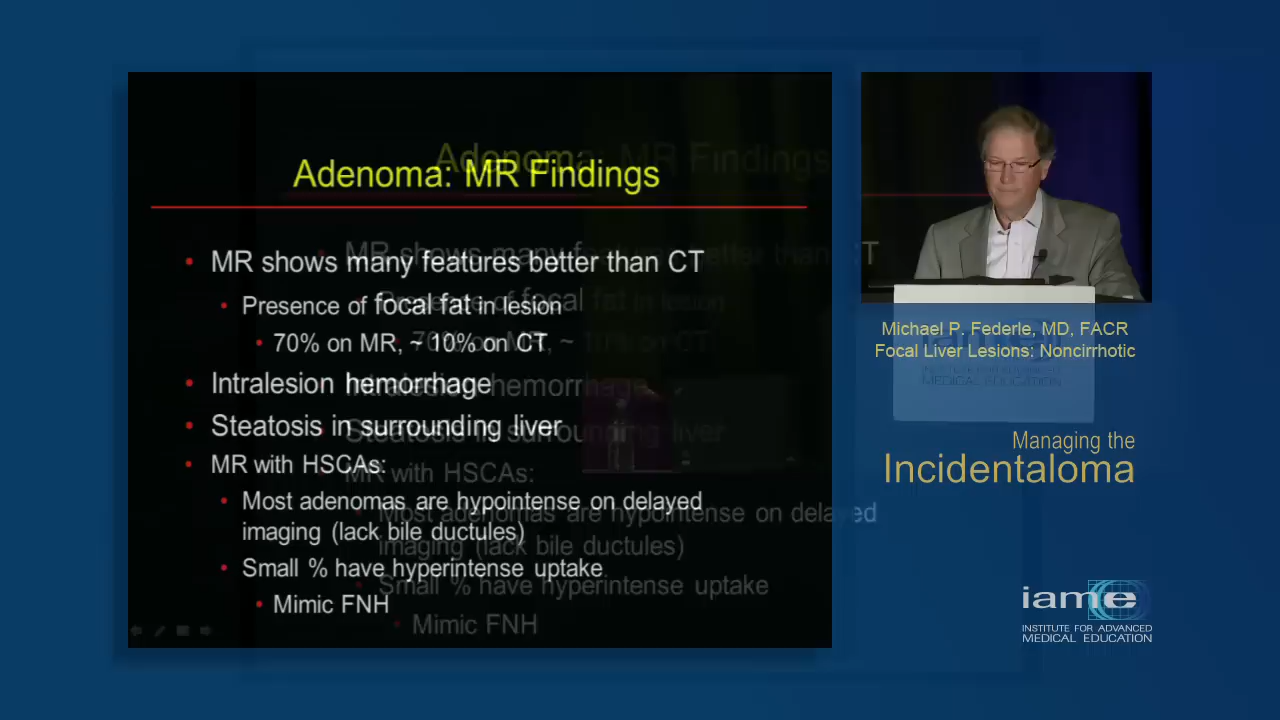 Adenoma: MR Findings
MR shows many features better than CT
Presence of focal fat in lesion
70% on MR, ~ 10% on CT
Intralesion hemorrhage
Steatosis in surrounding liver
MR with HSCAs:
Most adenomas are hypointense on delayed
imaging (lack bile ductules)
Small % have hyperintense uptake
Mimic FNH
Michael P. Federle, MD, FACR
Focal Liver Lesions: Noncirrhotic
Managing the
Incidentaloma
iame
INSTITUTE FOR ADVANCED
MEDICAL EDUCATION